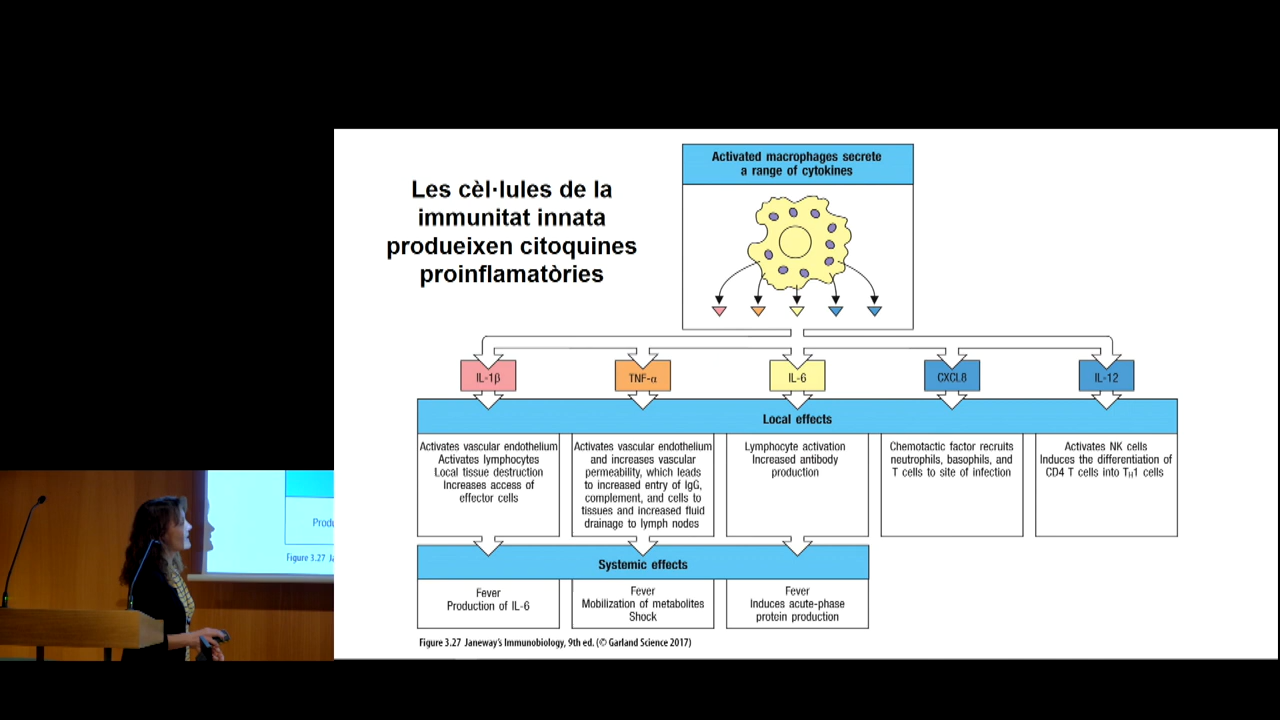 Les cèl·lules de la
immunitat innata
produeixen citoquines
proinflamatòries
Activated macrophages secrete
a range of cytokines
IL-1β
TNF-α
IL-6
CXCL8
IL-12
Local effects
Activates vascular endothelium
Activates lymphocytes
Local tissue destruction
Increases access of
effector cells
Activates vascular endothelium
and increases vascular
permeability, which leads
to increased entry of IgG,
complement, and cells to
tissues and increased fluid
drainage to lymph nodes
Lymphocyte activation
Increased antibody
production
Chemotactic factor recruits
neutrophils, basophils, and
T cells to site of infection
Activates NK cells
Induces the differentiation of
CD4 T cells into TH1 cells
Systemic effects
Fever
Production of IL-6
Fever
Mobilization of metabolites
Shock
Fever
Induces acute-phase
protein production
Figure 3.27 Janeway's Immunobiology, 9th ed. (© Garland Science 2017)
Produ
Figure 3.27 Ja